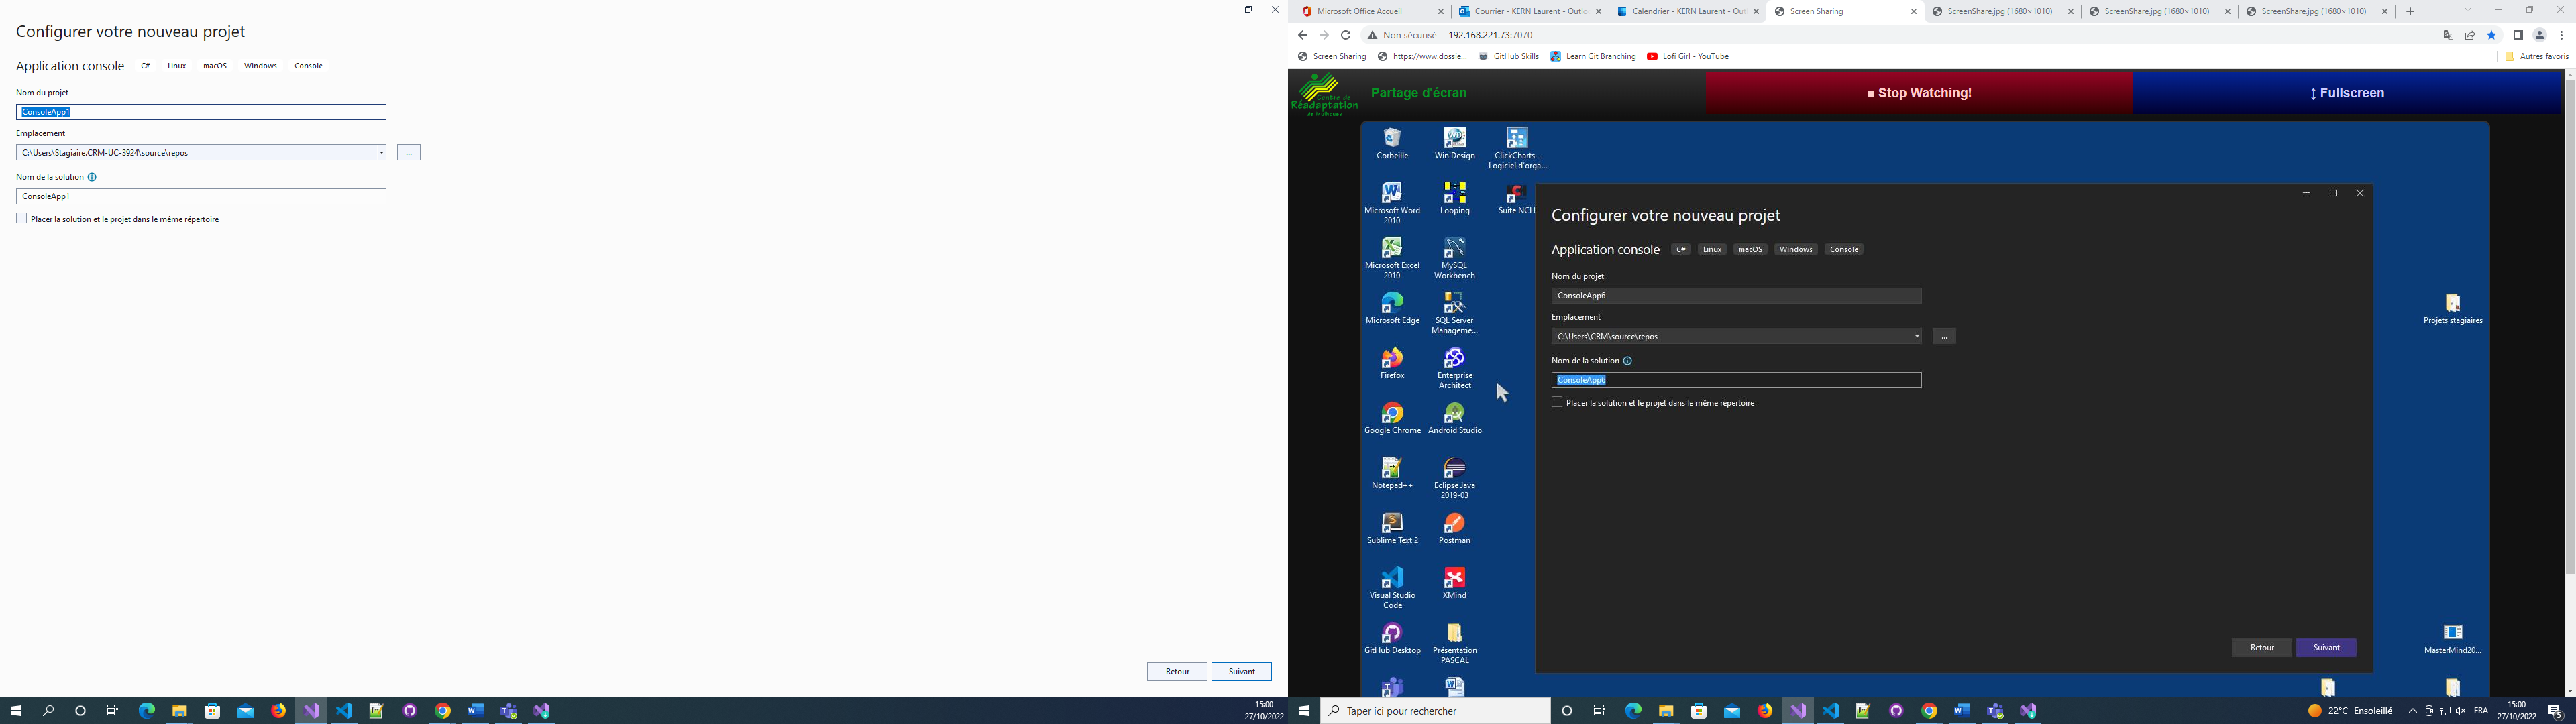 Configurer votre nouveau projet
Application console C# Linux macOS Windows Console
Nom du projet
ConsoleApp1
Emplacement
C:\Users\Stagiaire.CRM-UC-3924\source\repos
...
Nom de la solution
ConsoleApp1
Placer la solution et le projet dans le même répertoire
Retour Suivant
15:00
27/10/2022
Microsoft Office Accueil
Courrier - KERN Laurent - Outlo
Calendrier - KERN Laurent - Out
Screen Sharing
ScreenShare.jpg (1680×1010)
ScreenShare.jpg (1680×1010)
ScreenShare.jpg (1680×1010)
Non sécurisé 192.168.221.73:7070
Screen Sharing
https://www.dossie...
GitHub Skills
Learn Git Branching
Lofi Girl - YouTube
Autres favoris
Centre de
Réadaptation
de Mulhouse
Partage d'écran
Stop Watching!
Fullscreen
Corbeille
Win'Design
ClickCharts –
Logiciel d'orga...
Microsoft Word
2010
Looping
Suite NCH
Microsoft Excel
2010
MySQL
Workbench
Microsoft Edge
SQL Server
Manageme...
Firefox
Enterprise
Architect
Google Chrome
Android Studio
Notepad++
Eclipse Java
2019-03
Sublime Text 2
Postman
Visual Studio
Code
XMind
GitHub Desktop
Présentation
PASCAL
Configurer votre nouveau projet
Application console C# Linux macOS Windows Console
Nom du projet
ConsoleApp6
Emplacement
C:\Users\CRM\source\repos
...
Nom de la solution
ConsoleApp6
Placer la solution et le projet dans le même répertoire
Retour Suivant
Projets stagiaires
MasterMind20...
Taper ici pour rechercher
22°C Ensoleillé
FRA
15:00
27/10/2022